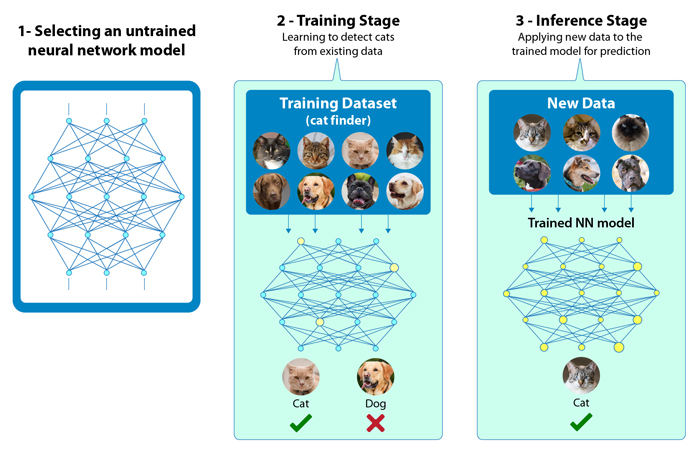 1- Selecting an untrained
neural network model
2 - Training Stage
Learning to detect cats
from existing data
Training Dataset
(cat finder)
Cat
Dog
3 - Inference Stage
Applying new data to the
trained model for prediction
New Data
Trained NN model
Cat